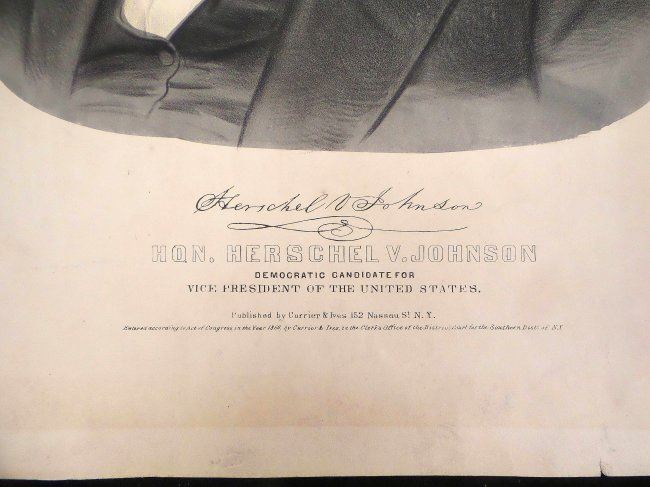 Herschel V Johnson
HON. HERSCHEL V. JOHNSON
DEMOCRATIC CANDIDATE FOR
VICE PRESIDENT OF THE UNITED STATES.
Published by Currier & Ives 152 Nassau St. N.Y.
Entered according to Act of Congress in the Year 1860, by Currier & Ives, in the Clerk's Office of the District Court for the Southern Distt. of N.Y.